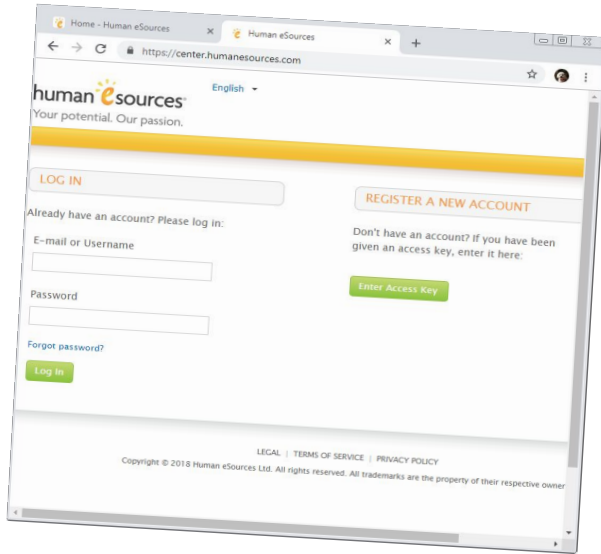 Home - Human eSources
Human eSources
https://center.humanesources.com
human esources
Your potential. Our passion.
English
LOG IN
Already have an account? Please log in:
E-mail or Username
Password
Forgot password?
Log In
REGISTER A NEW ACCOUNT
Don't have an account? If you have been
given an access key, enter it here:
Enter Access Key
LEGAL | TERMS OF SERVICE | PRIVACY POLICY
Copyright © 2018 Human eSources Ltd. All rights reserved. All trademarks are the property of their respective owner